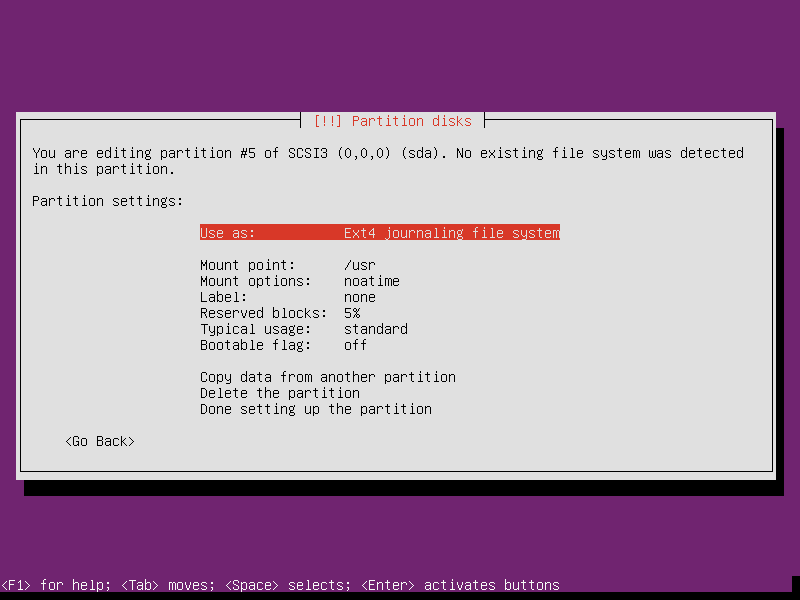 [!!] Partition disks
You are editing partition #5 of SCSI3 (0,0,0) (sda). No existing file system was detected
in this partition.
Partition settings:
Use as: Ext4 journaling file system
Mount point: /usr
Mount options: noatime
Label: none
Reserved blocks: 5%
Typical usage: standard
Bootable flag: off
Copy data from another partition
Delete the partition
Done setting up the partition
<Go Back>
<F1> for help; <Tab> moves; <Space> selects; <Enter> activates buttons